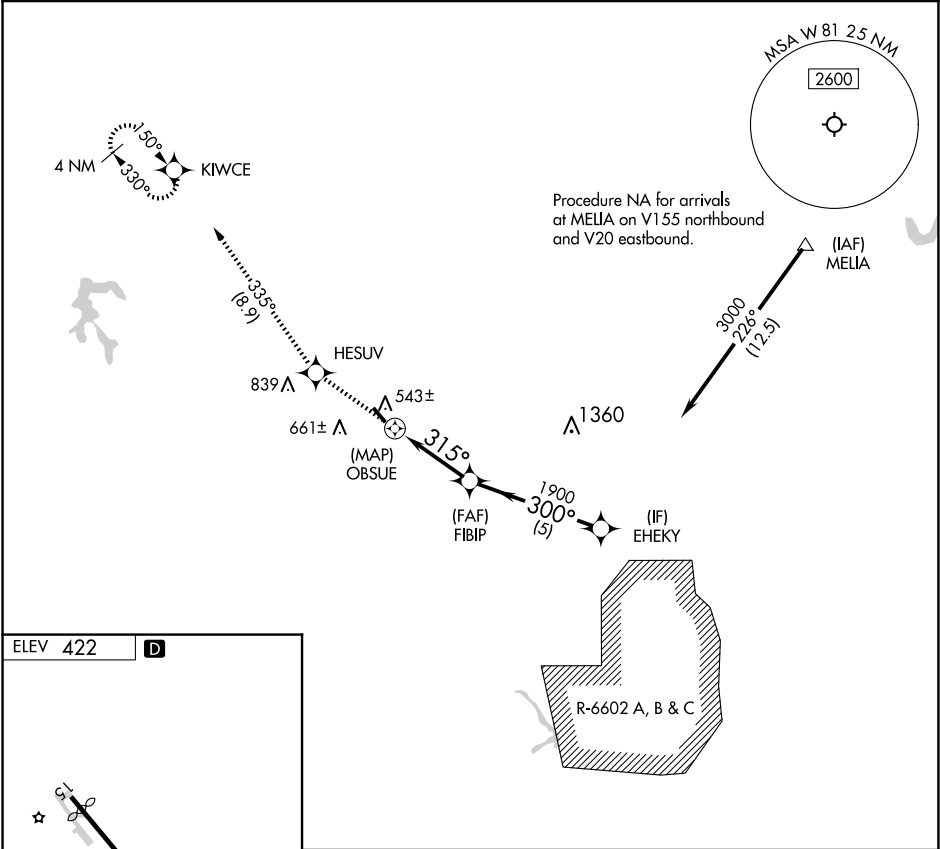 MSA W81 25 NM
2600
150°
4 NM
330°
KIWCE
Procedure NA for arrivals
at MELIA on V155 northbound
and V20 eastbound.
(IAF)
MELIA
3000
226°
(12.5)
335°
(8.9)
HESUV
839
543±
661±
1360
(MAP)
OBSUE
315°
(FAF)
FIBIP
1900
300°
(5)
(IF)
EHEKY
R-6602 A, B & C
ELEV 422
D
15